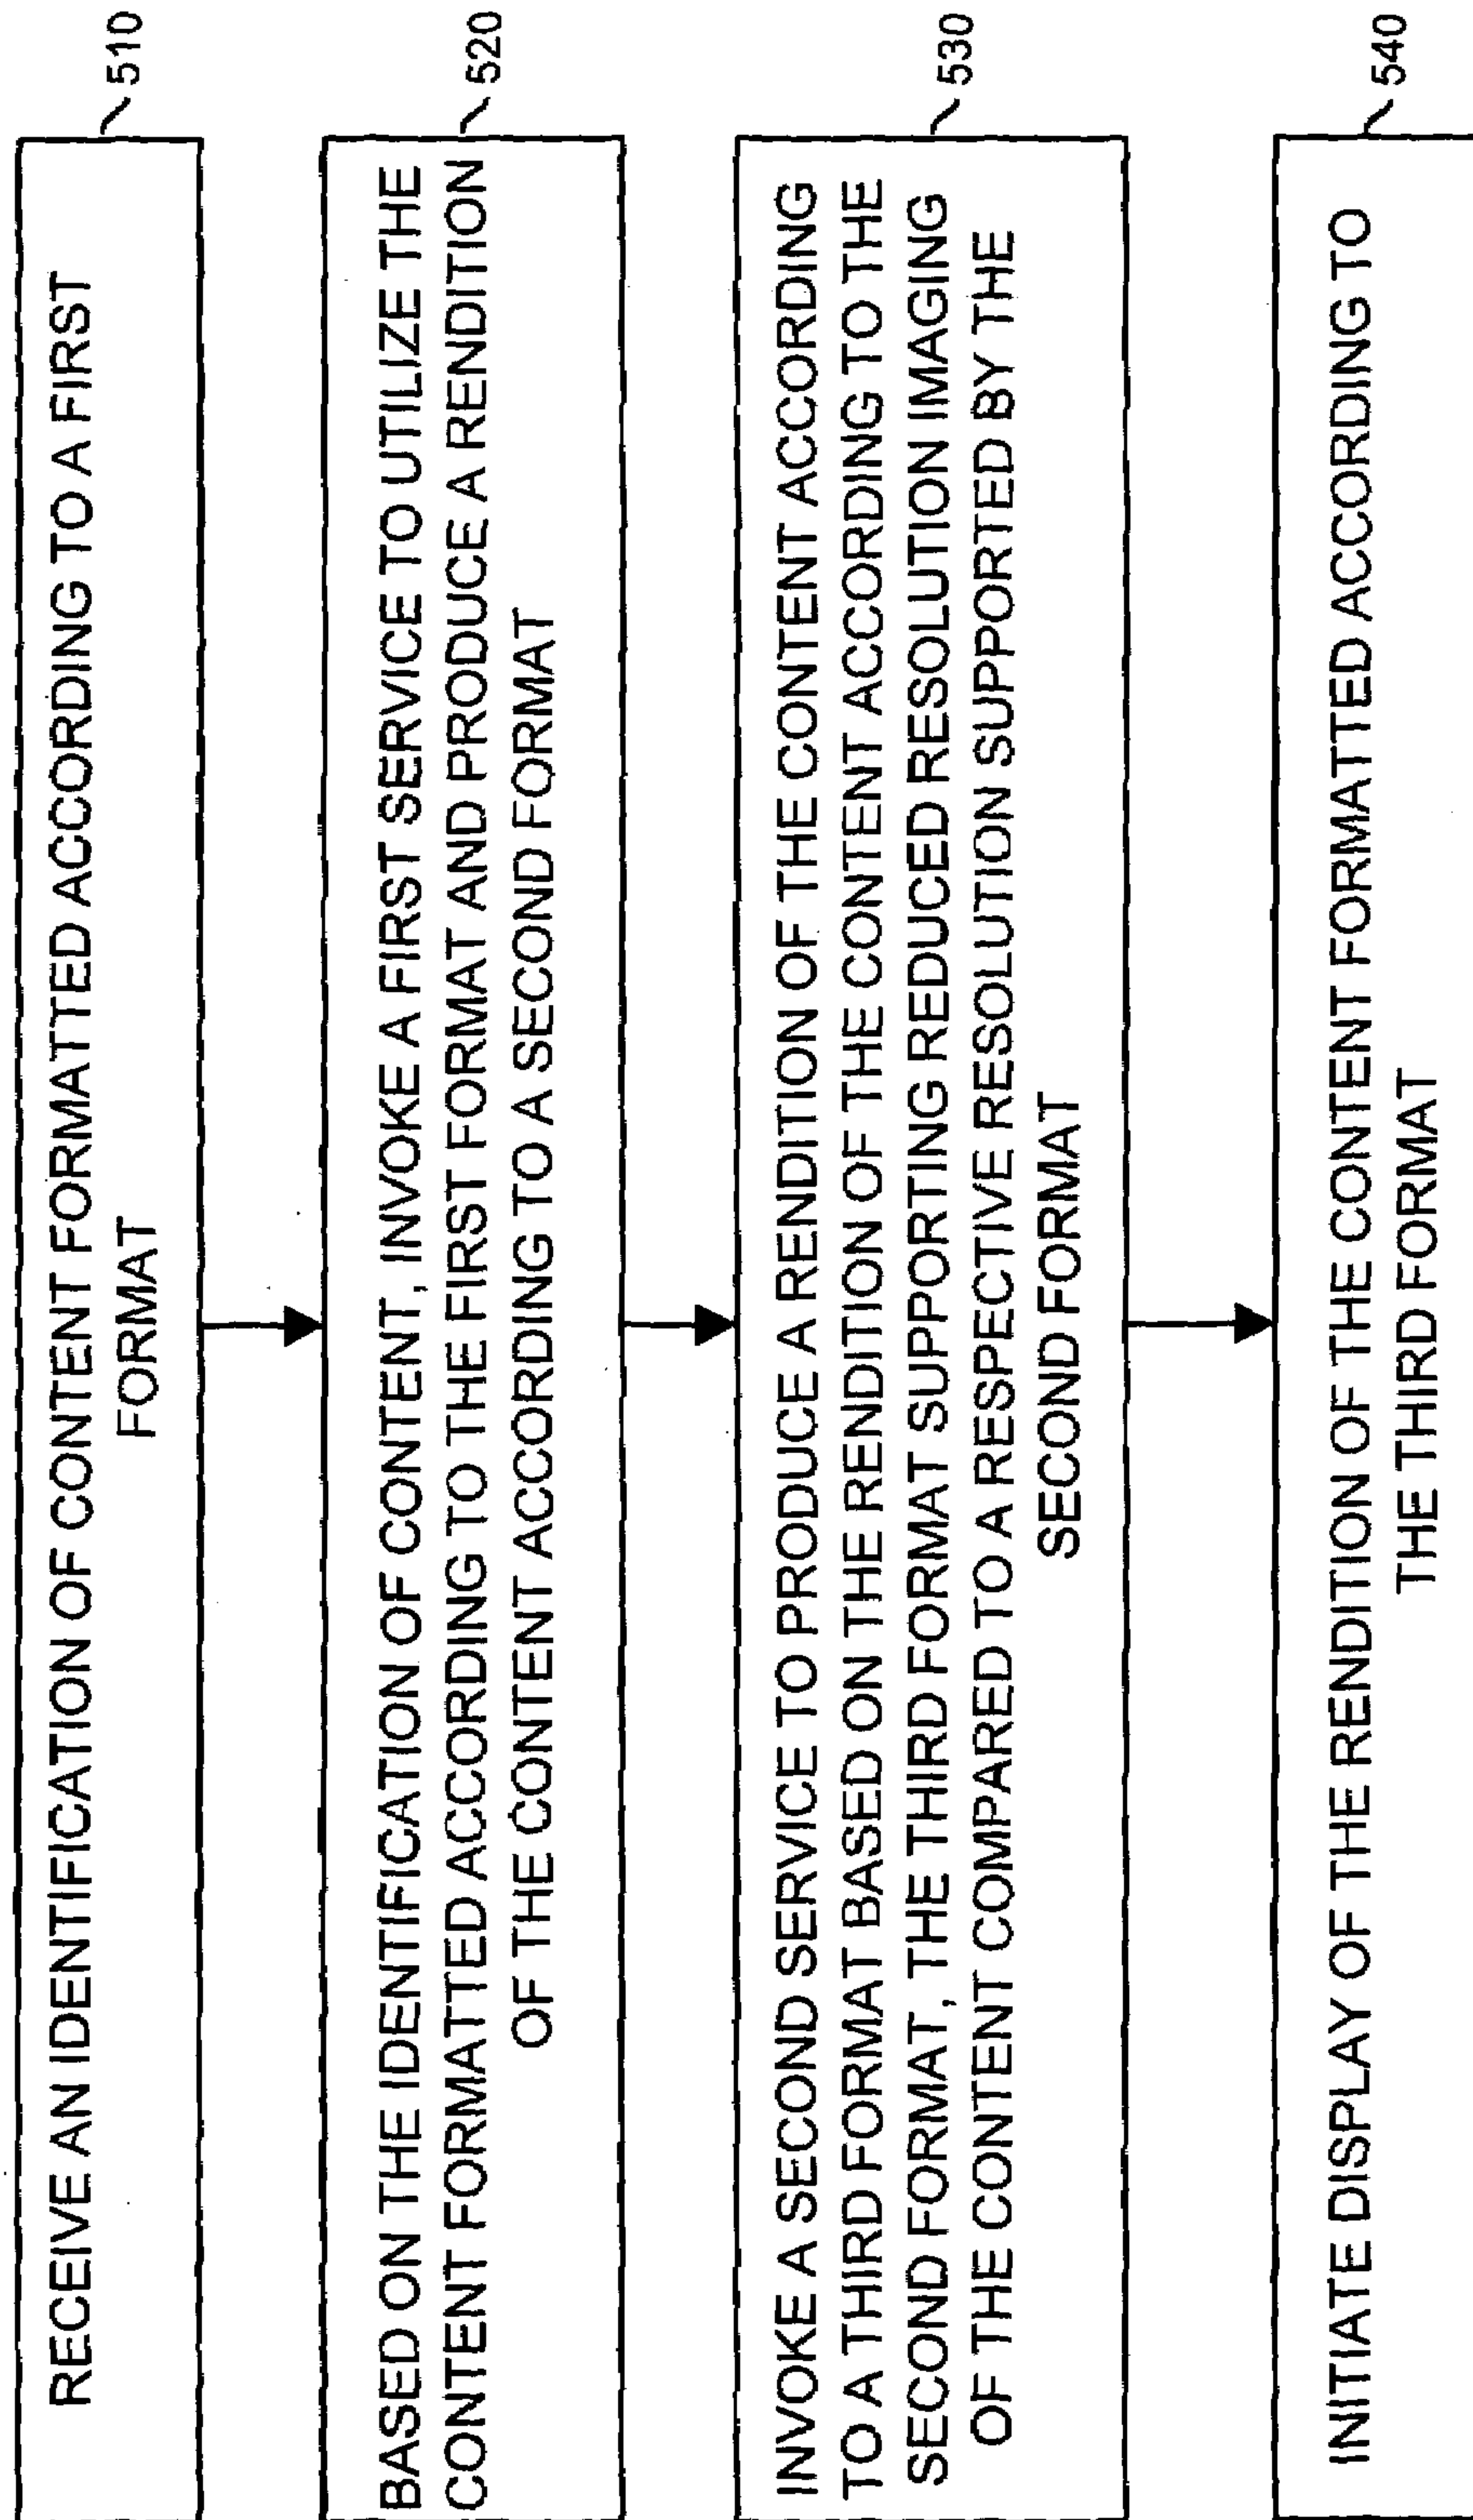 RECEIVE AN IDENTIFICATION OF CONTENT FORMATTED ACCORDING TO A FIRST
FORMAT
510
BASED ON THE IDENTIFICATION OF CONTENT, INVOKE A FIRST SERVICE TO UTILIZE THE
CONTENT FORMATTED ACCORDING TO THE FIRST FORMAT AND PRODUCE A RENDITION
OF THE CONTENT ACCORDING TO A SECOND FORMAT
520
INVOKE A SECOND SERVICE TO PRODUCE A RENDITION OF THE CONTENT ACCORDING
TO A THIRD FORMAT BASED ON THE RENDITION OF THE CONTENT ACCORDING TO THE
SECOND FORMAT, THE THIRD FORMAT SUPPORTING REDUCED RESOLUTION IMAGING
OF THE CONTENT COMPARED TO A RESPECTIVE RESOLUTION SUPPORTED BY THE
SECOND FORMAT
530
INITIATE DISPLAY OF THE RENDITION OF THE CONTENT FORMATTED ACCORDING TO
THE THIRD FORMAT
540